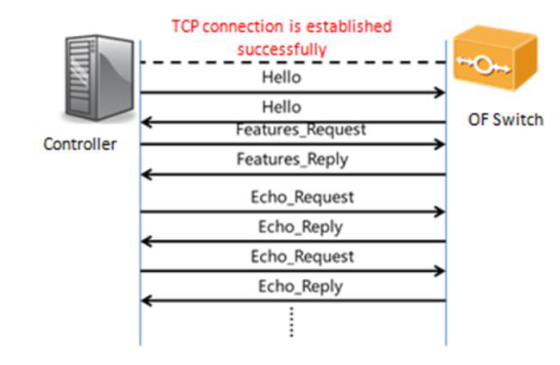 TCP connection is established
successfully
Hello
Hello
OF Switch
Features_Request
Controller
Features_Reply
Echo_Request
Echo_Reply
Echo_Request
Echo_Reply